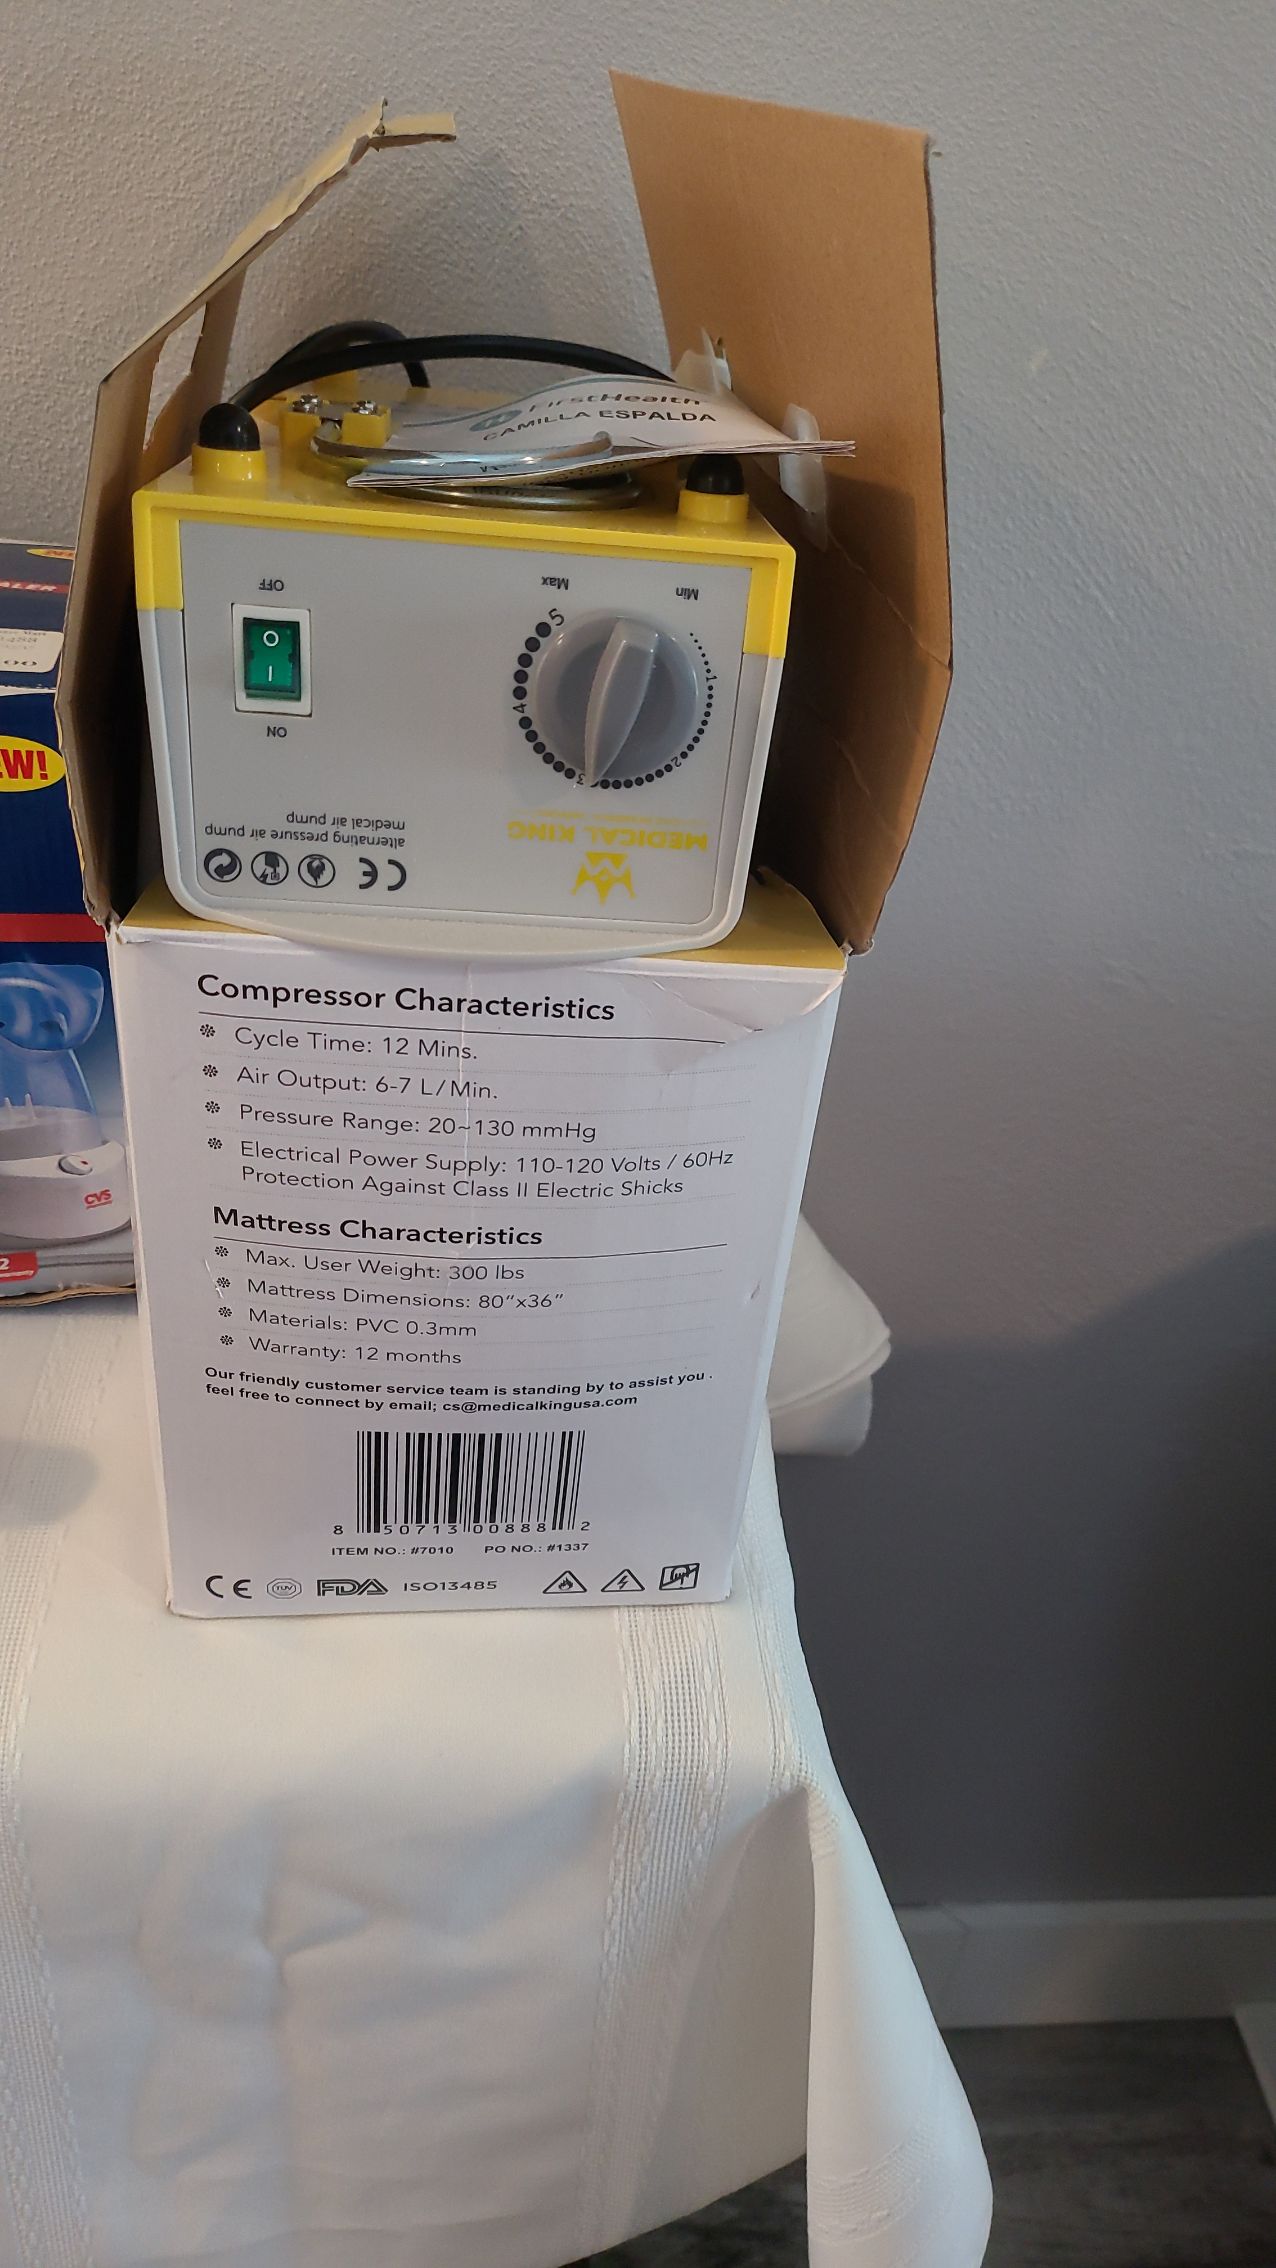 FirstHealth
CAMILLA ESPALDA
OFF
ON
Max
Min
5
4
3
2
1
MEDICAL KING
alternating pressure air pump
medical air pump
CE
Compressor Characteristics
Cycle Time: 12 Mins.
Air Output: 6-7 L/Min.
Pressure Range: 20~130 mmHg
Electrical Power Supply: 110-120 Volts / 60Hz
Protection Against Class II Electric Shicks
Mattress Characteristics
Max. User Weight: 300 lbs
Mattress Dimensions: 80”x36”
Materials: PVC 0.3mm
Warranty: 12 months
Our friendly customer service team is standing by to assist you .
feel free to connect by email; cs@medicalkingusa.com
8 50713 00888 2
ITEM NO.: #7010 PO NO.: #1337
CE TUV FDA ISO13485
EW!
CVS
2